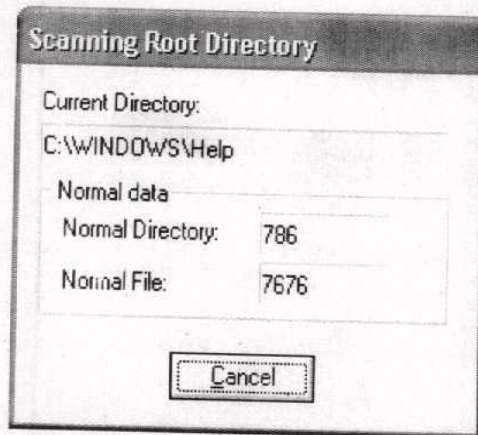 Scanning Root Directory
Current Directory:
C:\WINDOWS\Help
Normal data
Normal Directory: 786
Normal File: 7676
Cancel